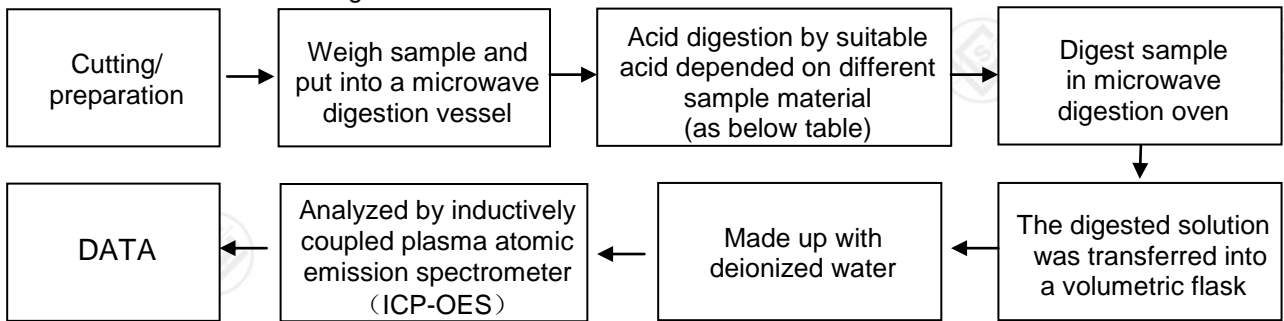 Cutting/
preparation
Weigh sample and
put into a microwave
digestion vessel
Acid digestion by suitable
acid depended on different
sample material
(as below table)
Digest sample
in microwave
digestion oven
The digested solution
was transferred into
a volumetric flask
Made up with
deionized water
Analyzed by inductively
coupled plasma atomic
emission spectrometer
（ICP-OES）
DATA